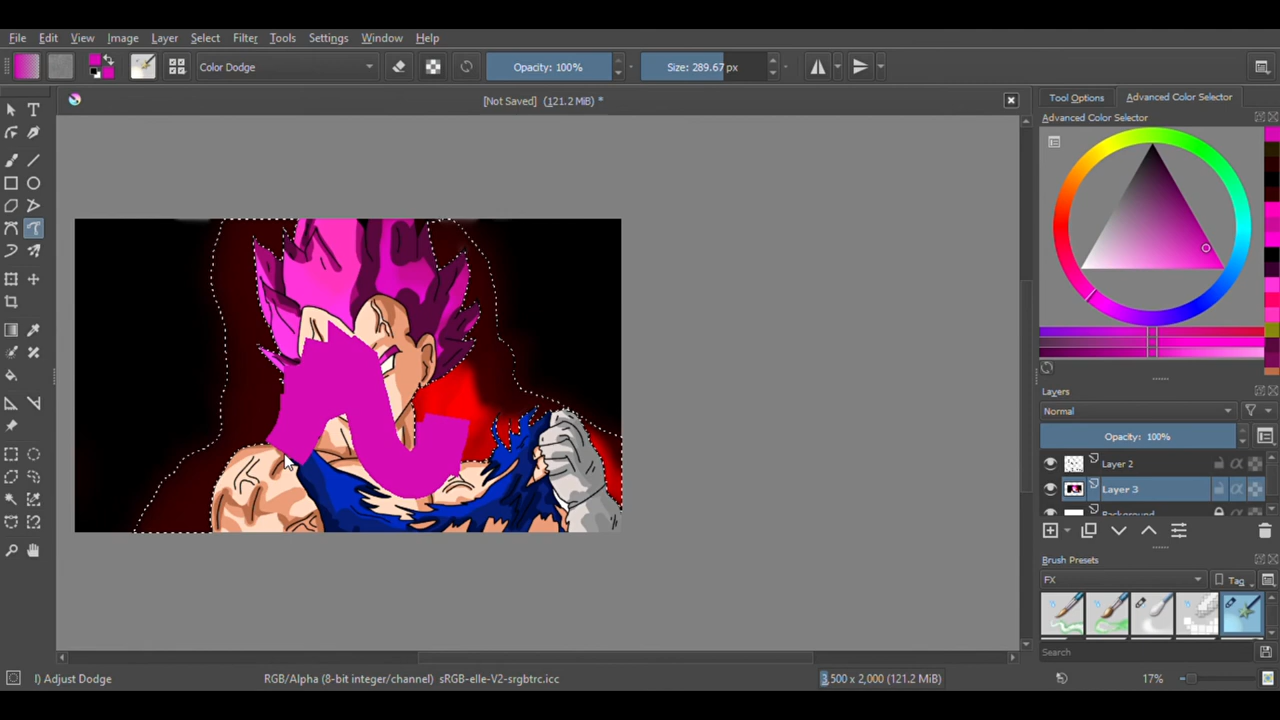 File Edit View Image Layer Select Filter Tools Settings Window Help
Color Dodge Opacity: 100% Size: 289.67 px
[Not Saved] (121.2 MiB) *
Tool Options Advanced Color Selector
Advanced Color Selector
Layers
Normal
Opacity: 100%
Layer 2
Layer 3
Background
Brush Presets
FX Tag
Search
I) Adjust Dodge RGB/Alpha (8-bit integer/channel) sRGB-elle-V2-srgbtrc.icc 3,500 x 2,000 (121.2 MiB) 17%